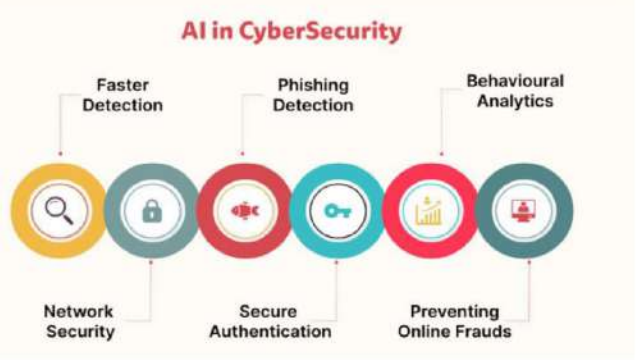 AI in CyberSecurity
Faster
Detection
Phishing
Detection
Behavioural
Analytics
Network
Security
Secure
Authentication
Preventing
Online Frauds